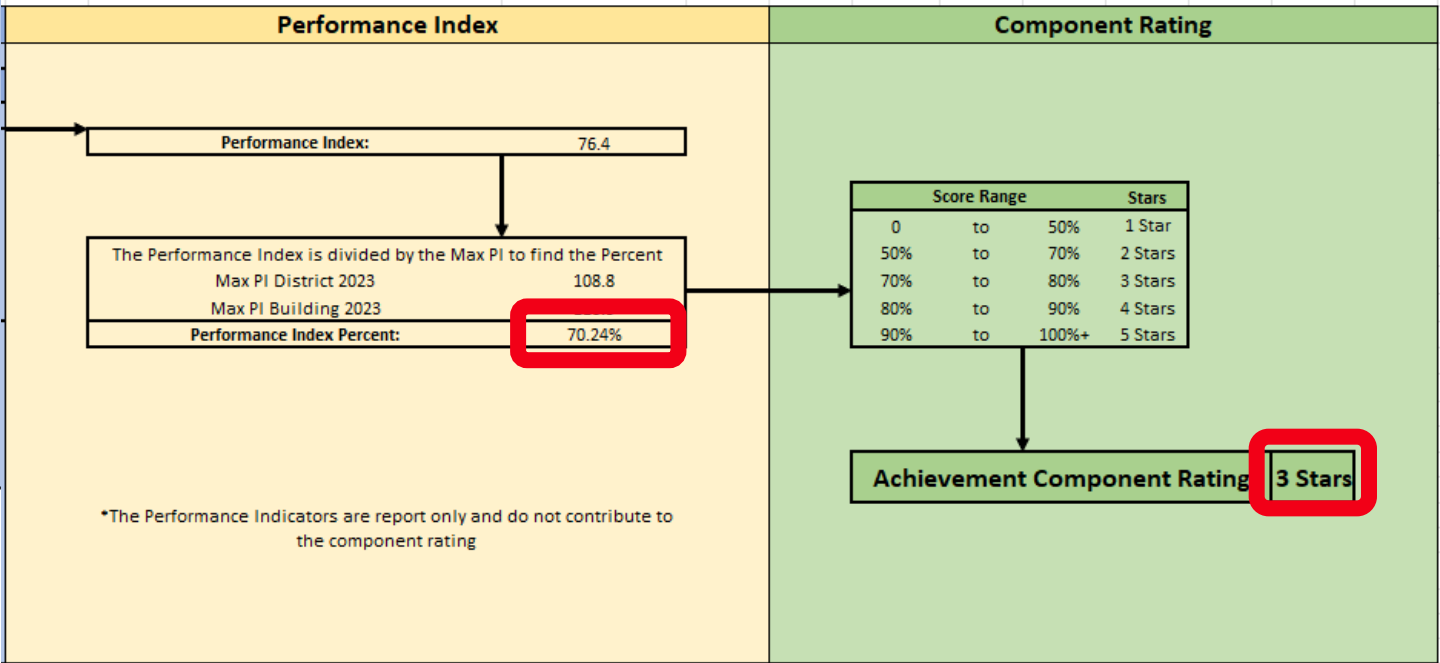 Performance Index
Component Rating
Performance Index: 76.4
The Performance Index is divided by the Max PI to find the Percent
Max PI District 2023 108.8
Max PI Building 2023
Performance Index Percent: 70.24%
*The Performance Indicators are report only and do not contribute to
the component rating
Score Range Stars
0 to 50% 1 Star
50% to 70% 2 Stars
70% to 80% 3 Stars
80% to 90% 4 Stars
90% to 100%+ 5 Stars
Achievement Component Rating 3 Stars